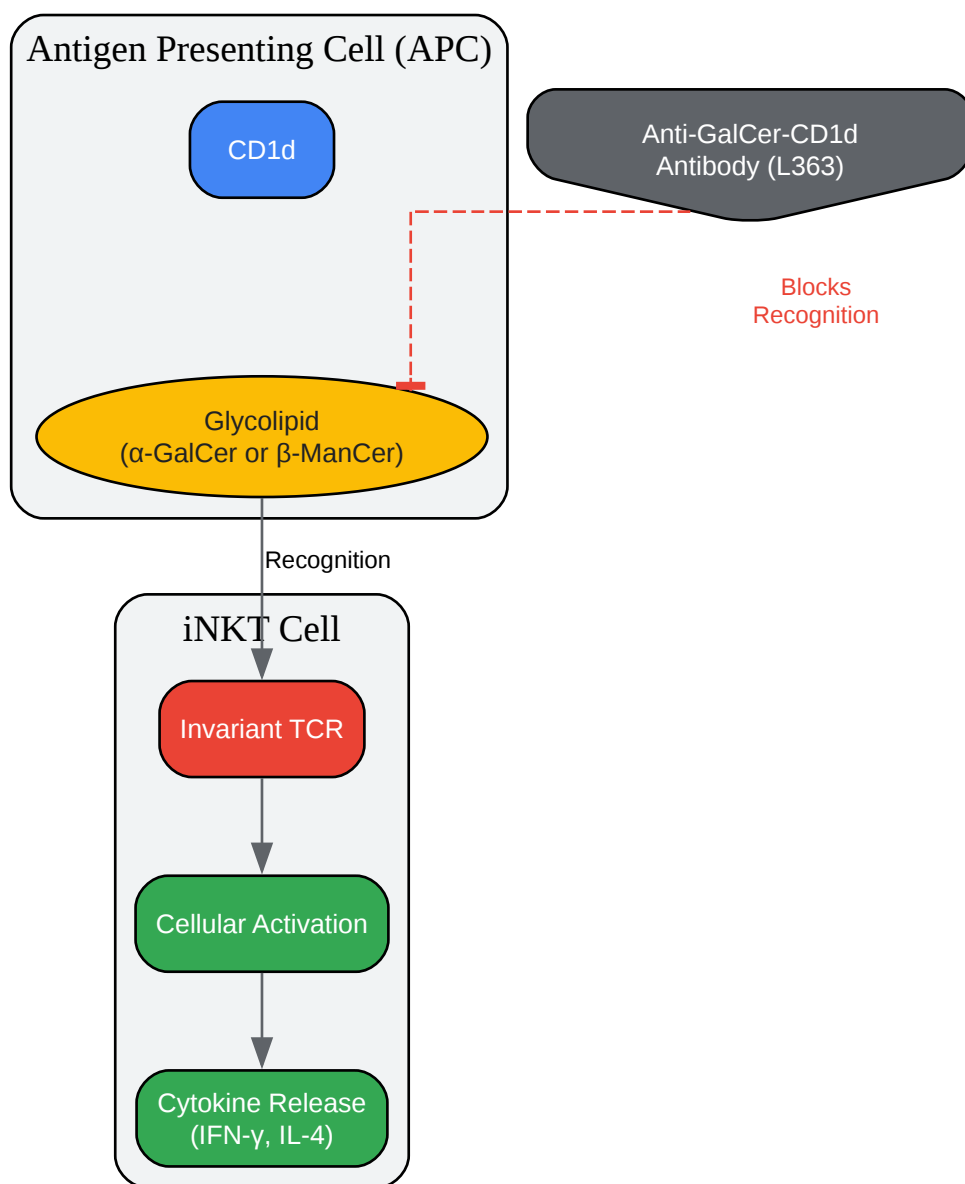 Antigen Presenting Cell (APC)
CD1d
Anti-GalCer-CD1d
Antibody (L363)
Blocks
Recognition
Glycolipid
(α-GalCer or β-ManCer)
Recognition
iNKT Cell
Invariant TCR
Cellular Activation
Cytokine Release
(IFN-γ, IL-4)